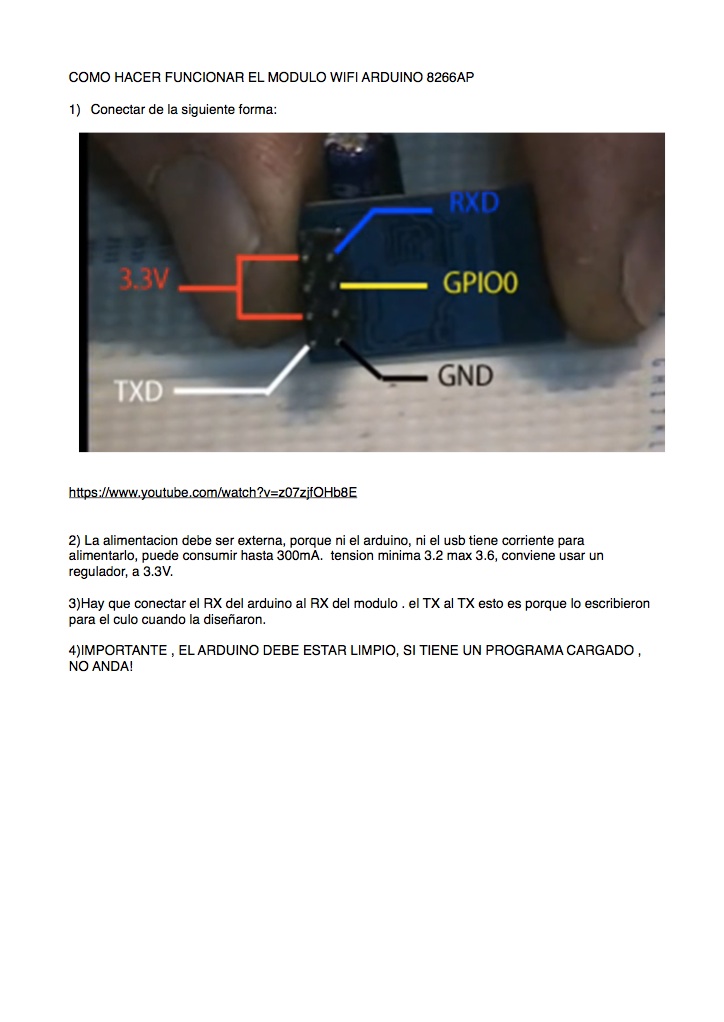 COMO HACER FUNCIONAR EL MODULO WIFI ARDUINO 8266AP
1) Conectar de la siguiente forma:
RXD
3.3V
GPIO0
GND
TXD
https://www.youtube.com/watch?v=z07zjfOHb8E
2) La alimentacion debe ser externa, porque ni el arduino, ni el usb tiene corriente para
alimentarlo, puede consumir hasta 300mA. tension minima 3.2 max 3.6, conviene usar un
regulador, a 3.3V.
3)Hay que conectar el RX del arduino al RX del modulo . el TX al TX esto es porque lo escribieron
para el culo cuando la diseñaron.
4)IMPORTANTE , EL ARDUINO DEBE ESTAR LIMPIO, SI TIENE UN PROGRAMA CARGADO ,
NO ANDA!